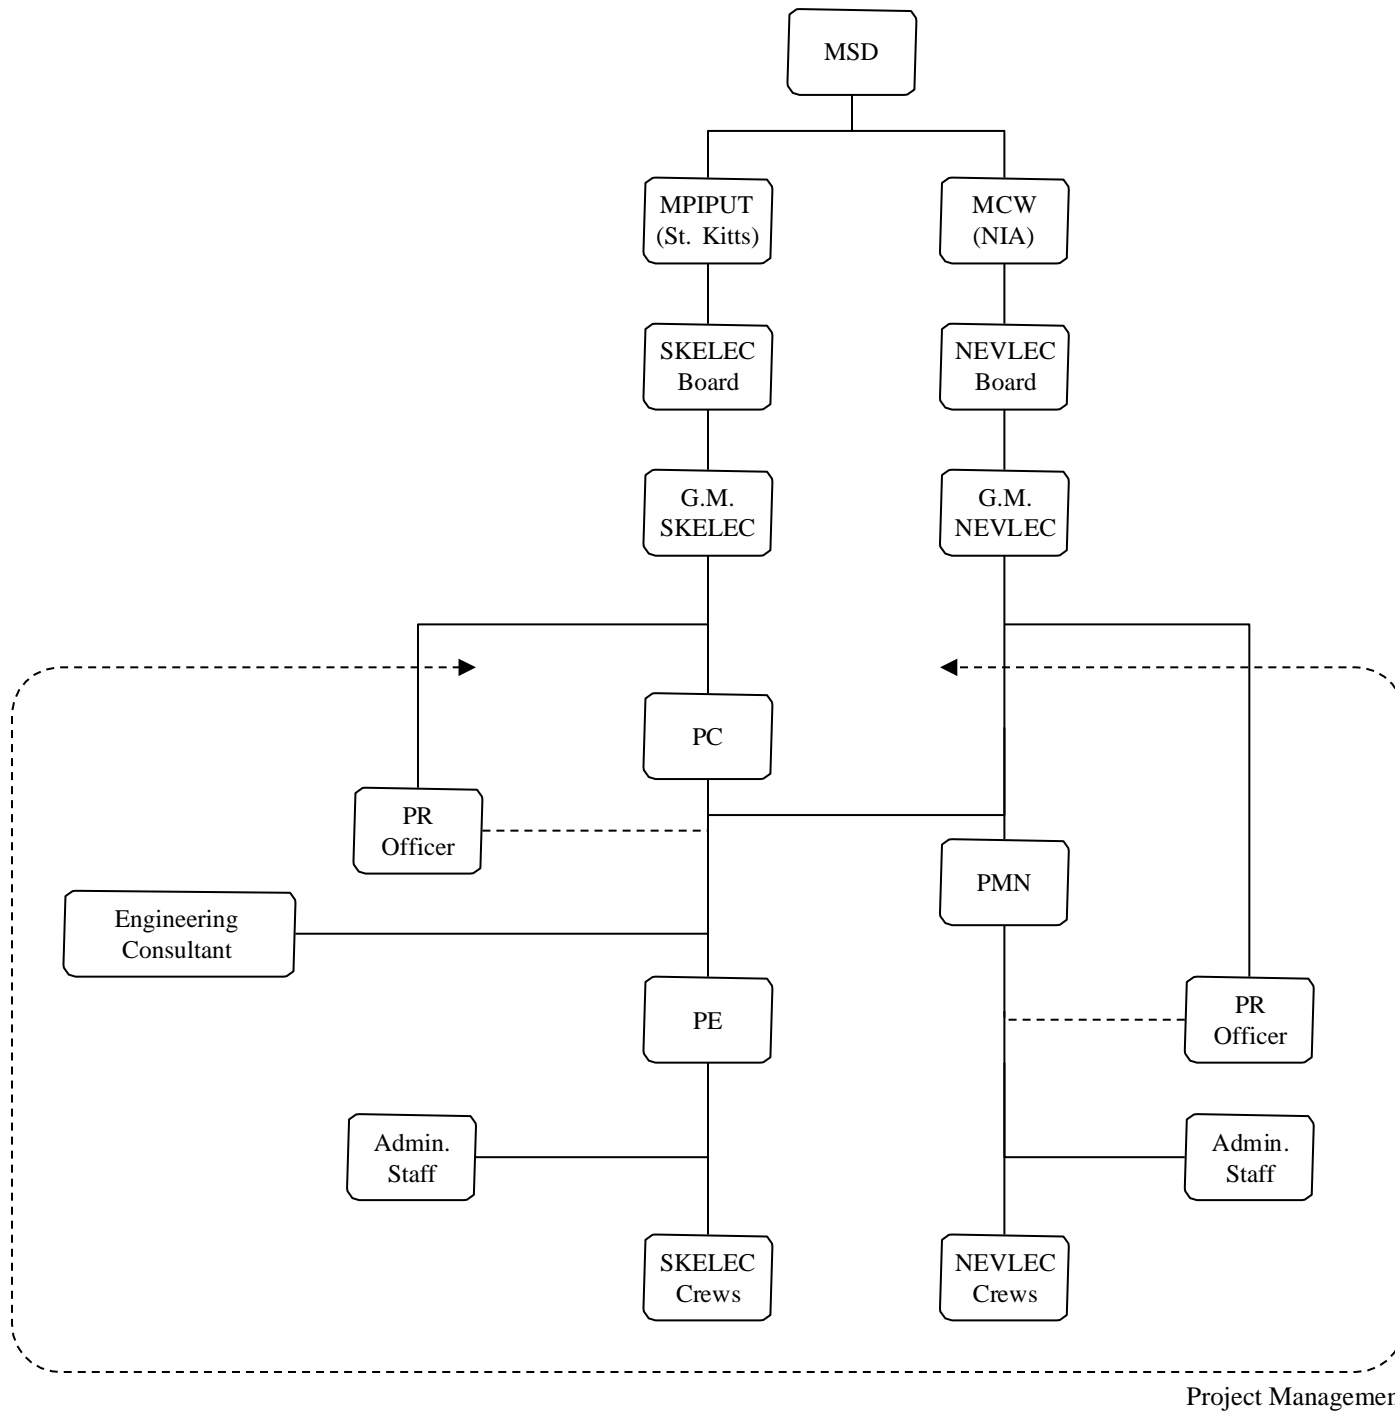 MSD
MPIPUT
(St. Kitts)
MCW
(NIA)
SKELEC
Board
NEVLEC
Board
G.M.
SKELEC
G.M.
NEVLEC
PC
PR
Officer
PMN
Engineering
Consultant
PE
PR
Officer
Admin.
Staff
Admin.
Staff
SKELEC
Crews
NEVLEC
Crews
Project